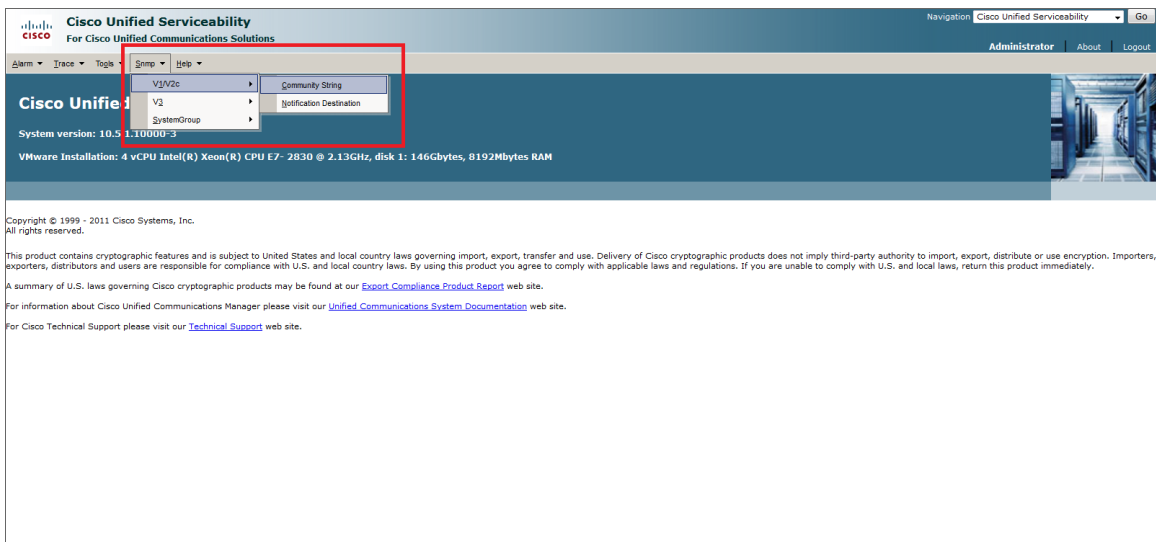 Cisco Unified Serviceability
For Cisco Unified Communications Solutions
CISCO
Navigation Cisco Unified Serviceability Go
Administrator About Logout
Alarm Trace Tools Snmp Help
V1/V2c
V3
SystemGroup
Community String
Notification Destination
Cisco Unified
System version: 10.5.1.10000-3
VMware Installation: 4 vCPU Intel(R) Xeon(R) CPU E7- 2830 @ 2.13GHz, disk 1: 146Gbytes, 8192Mbytes RAM
Copyright © 1999 - 2011 Cisco Systems, Inc.
All rights reserved.
This product contains cryptographic features and is subject to United States and local country laws governing import, export, transfer and use. Delivery of Cisco cryptographic products does not imply third-party authority to import, export, distribute or use encryption. Importers,
exporters, distributors and users are responsible for compliance with U.S. and local country laws. By using this product you agree to comply with applicable laws and regulations. If you are unable to comply with U.S. and local laws, return this product immediately.
A summary of U.S. laws governing Cisco cryptographic products may be found at our Export Compliance Product Report web site.
For information about Cisco Unified Communications Manager please visit our Unified Communications System Documentation web site.
For Cisco Technical Support please visit our Technical Support web site.